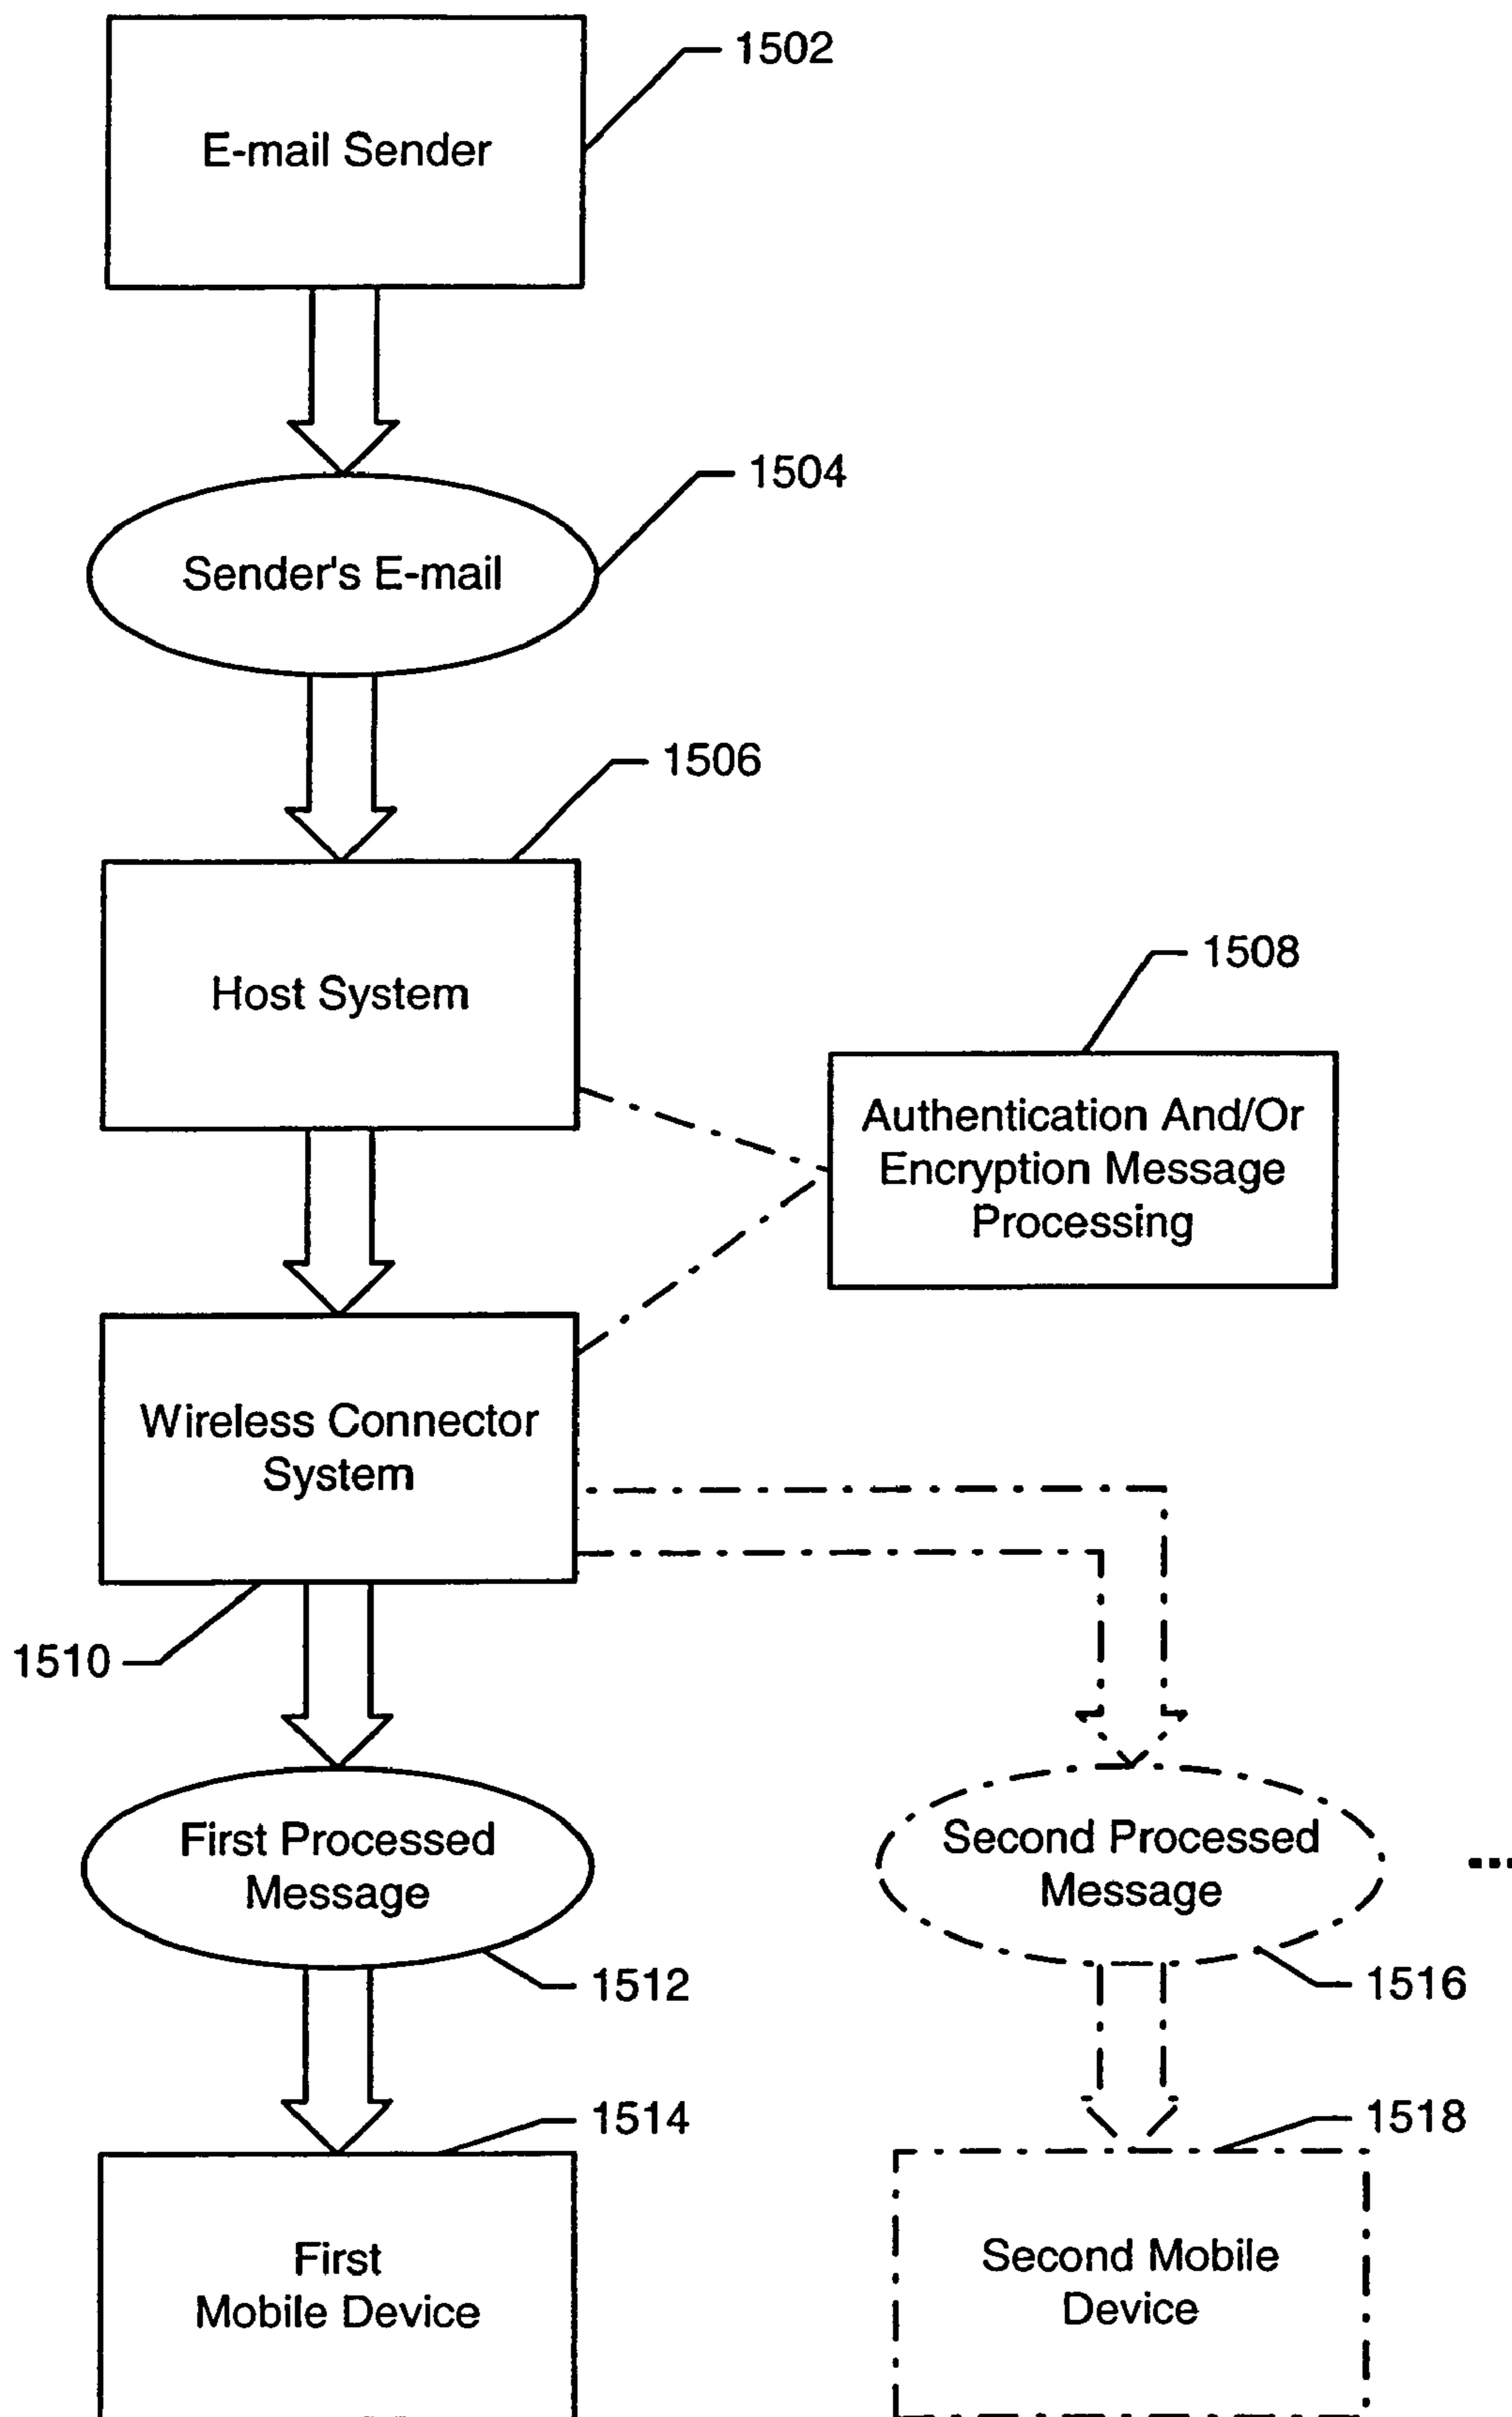 1502
E-mail Sender
1504
Sender's E-mail
1506
Host System
1508
Authentication And/Or
Encryption Message
Processing
Wireless Connector
System
1510
First Processed
Message
Second Processed
Message
...
1512
1516
1514
1518
First
Mobile Device
Second Mobile
Device